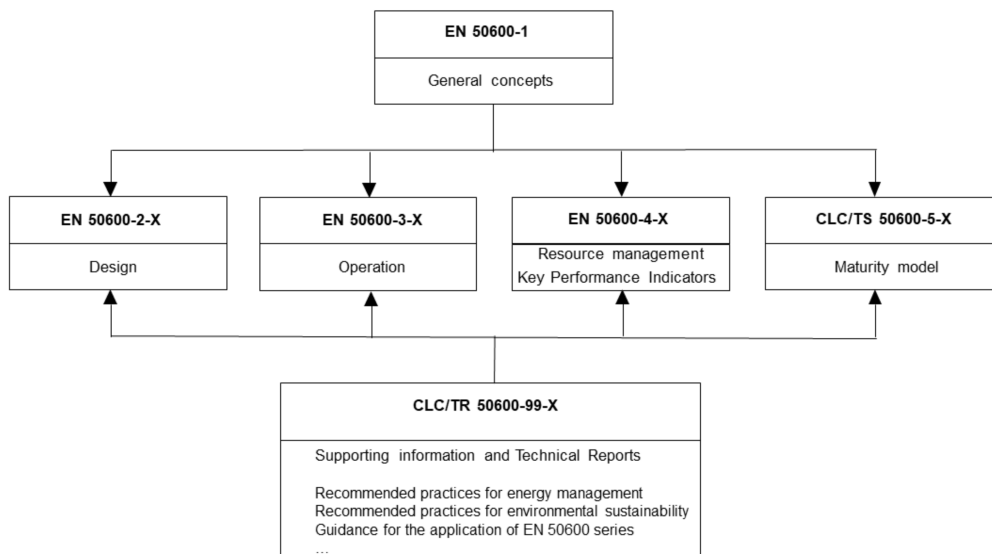 EN 50600-1
General concepts
EN 50600-2-X
Design
EN 50600-3-X
Operation
EN 50600-4-X
Resource management
Key Performance Indicators
CLC/TS 50600-5-X
Maturity model
CLC/TR 50600-99-X
Supporting information and Technical Reports
Recommended practices for energy management
Recommended practices for environmental sustainability
Guidance for the application of EN 50600 series
...